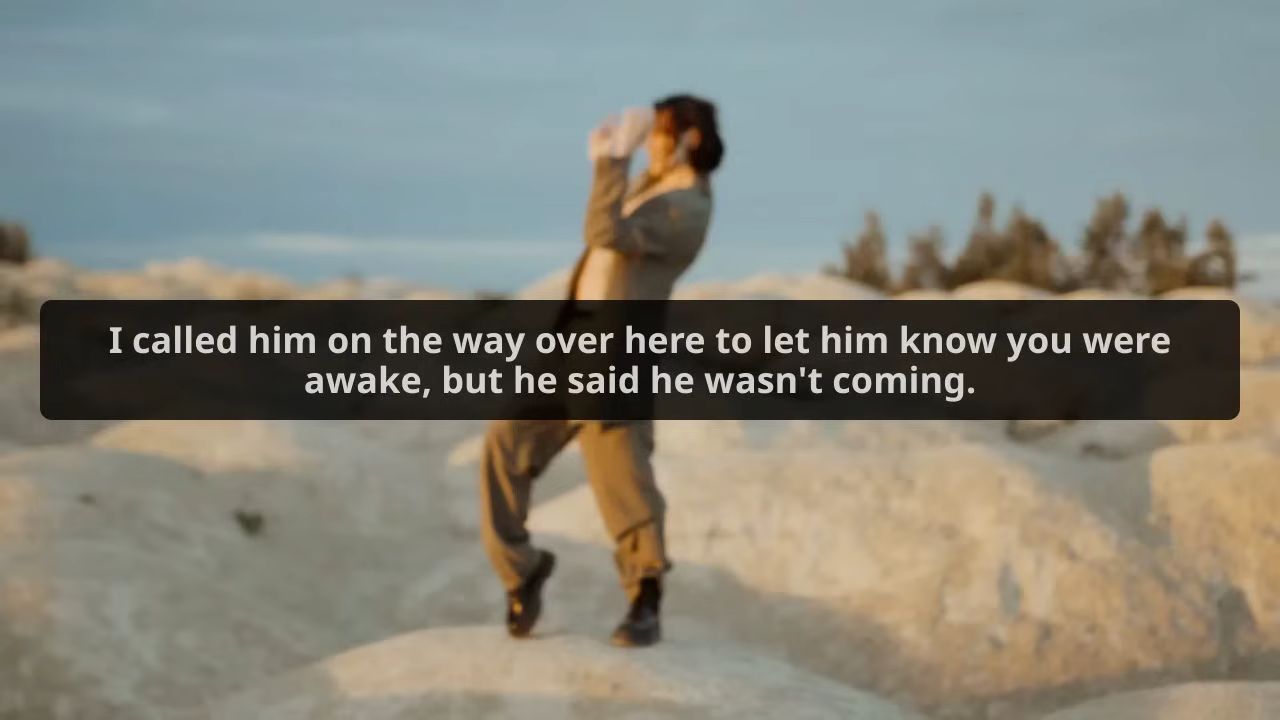 I called him on the way over here to let him know you were
awake, but he said he wasn't coming.